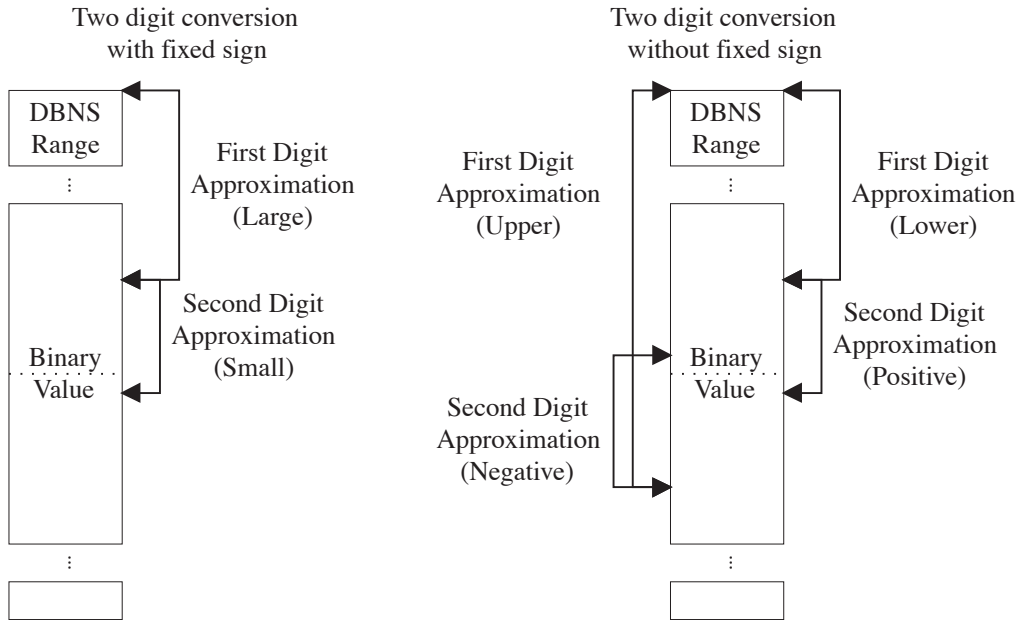 Two digit conversion
with fixed sign
DBNS
Range
First Digit
Approximation
(Large)
Second Digit
Approximation
(Small)
Binary
Value
Two digit conversion
without fixed sign
First Digit
Approximation
(Upper)
DBNS
Range
First Digit
Approximation
(Lower)
Second Digit
Approximation
(Negative)
Binary
Value
Second Digit
Approximation
(Positive)